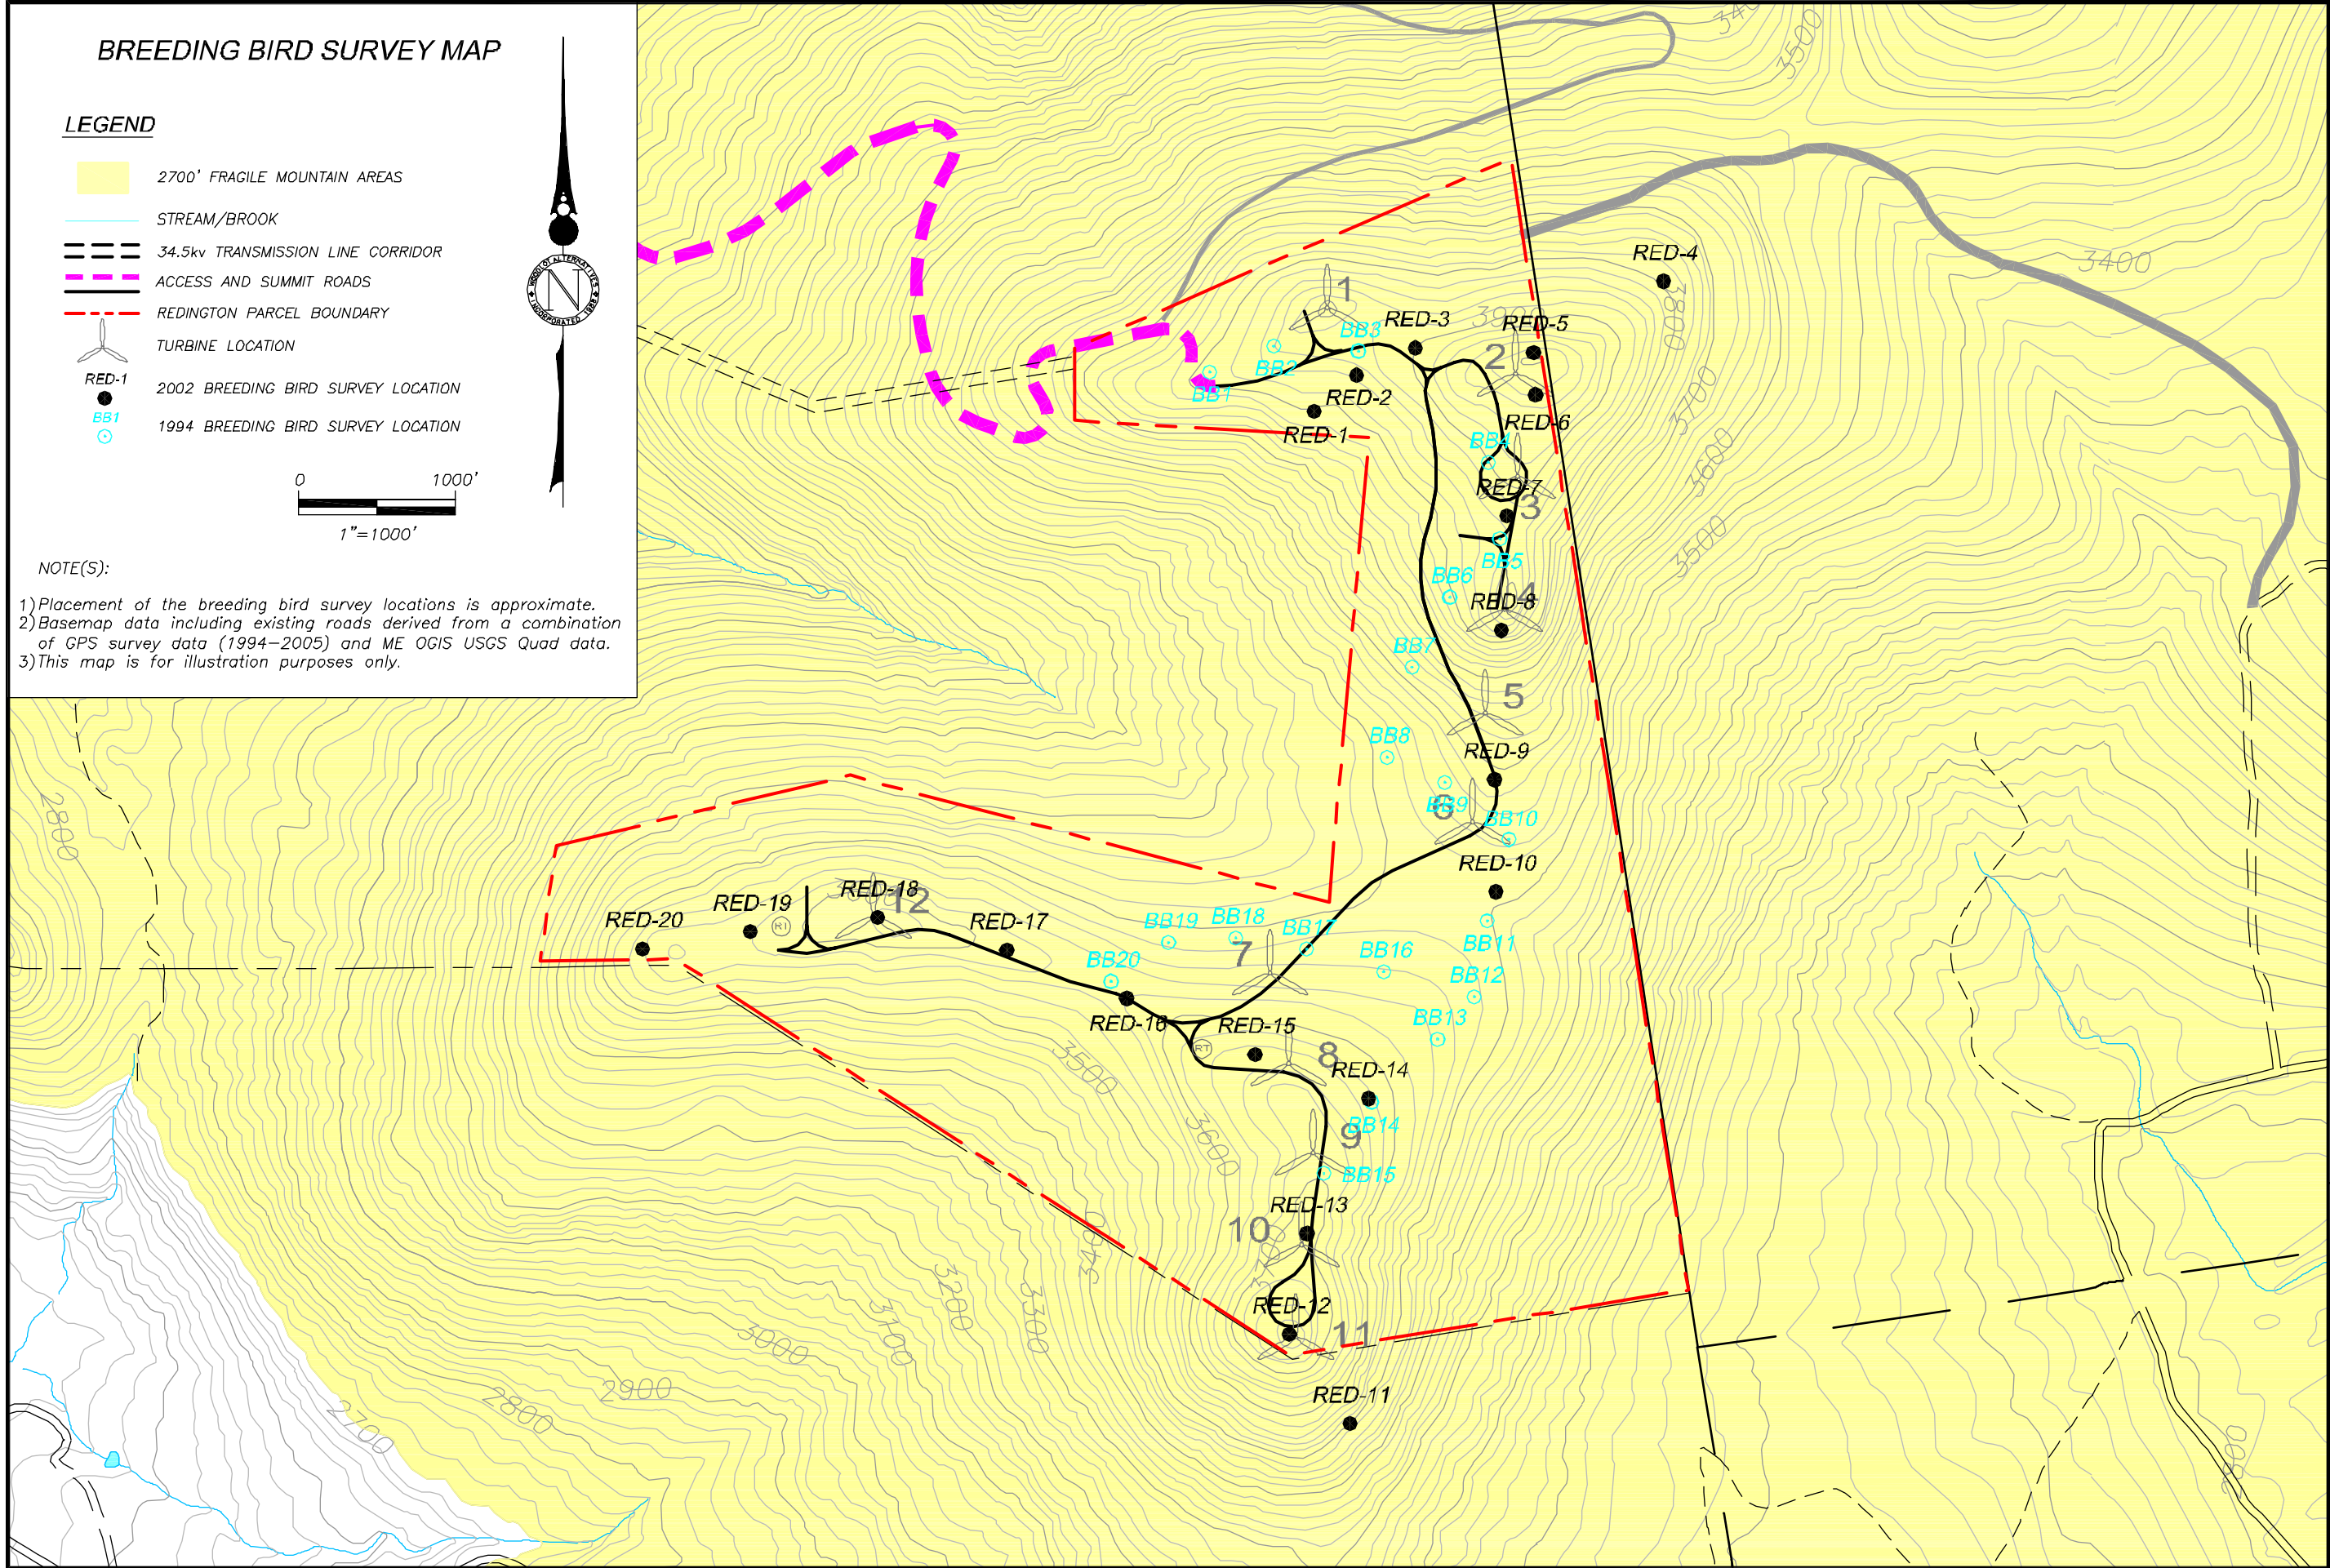 BREEDING BIRD SURVEY MAP
LEGEND
2700' FRAGILE MOUNTAIN AREAS
STREAM/BROOK
34.5kv TRANSMISSION LINE CORRIDOR
ACCESS AND SUMMIT ROADS
REDINGTON PARCEL BOUNDARY
TURBINE LOCATION
RED-1
2002 BREEDING BIRD SURVEY LOCATION
BB1
1994 BREEDING BIRD SURVEY LOCATION
WOODLOT ALTERNATIVES
N
INCORPORATED 1988
0 1000'
1"=1000'
NOTE(S):
1)Placement of the breeding bird survey locations is approximate.
2)Basemap data including existing roads derived from a combination
of GPS survey data (1994-2005) and ME OGIS USGS Quad data.
3)This map is for illustration purposes only.
3500
3400
RED-4
3800
1
BB3
RED-3
RED-5
2
BB2
BB1
RED-2
RED-1
RED-6
3700
BB4
3600
RED-7
3
3500
BB5
BB6
4
RED-8
BB7
5
BB8
RED-9
BB9
6
BB10
2800
RED-10
RED-18
12
RED-19
RED-20
RED-17
BB19
BB18
BB17
7
BB16
BB11
BB20
BB12
RED-16
RED-15
BB13
RT
8
RED-14
3500
BB14
9
3600
BB15
RED-13
10
3400
RED-12
11
3200
3300
3100
3000
2900
2800
2700
RED-11